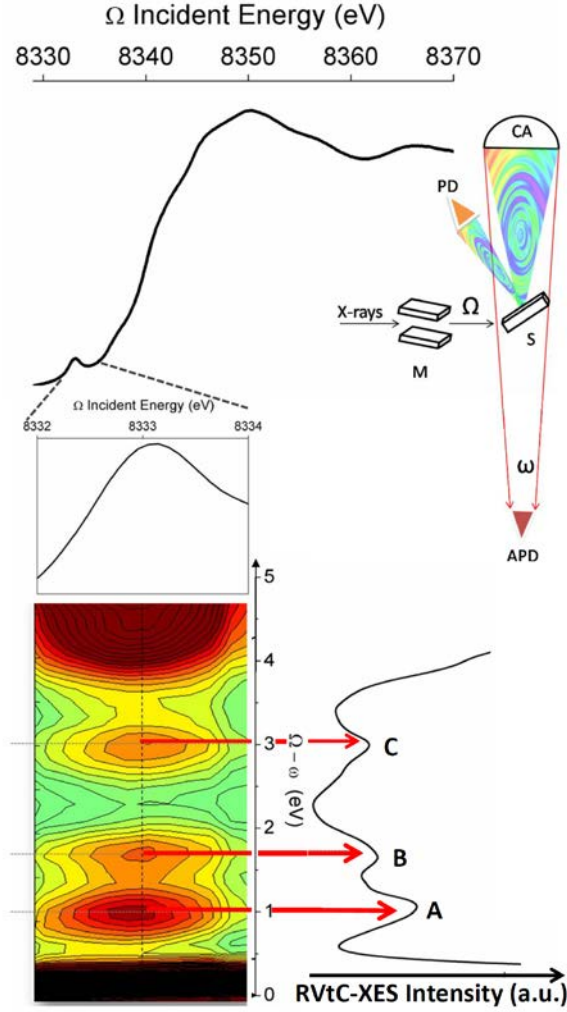 Ω Incident Energy (eV)
8330 8340 8350 8360 8370
CA
PD
X-rays
Ω
S
M
Ω Incident Energy (eV)
8332 8333 8334
ω
APD
5
4
3
2
1
0
Ω – ω (eV)
C
B
A
RVtC-XES Intensity (a.u.)